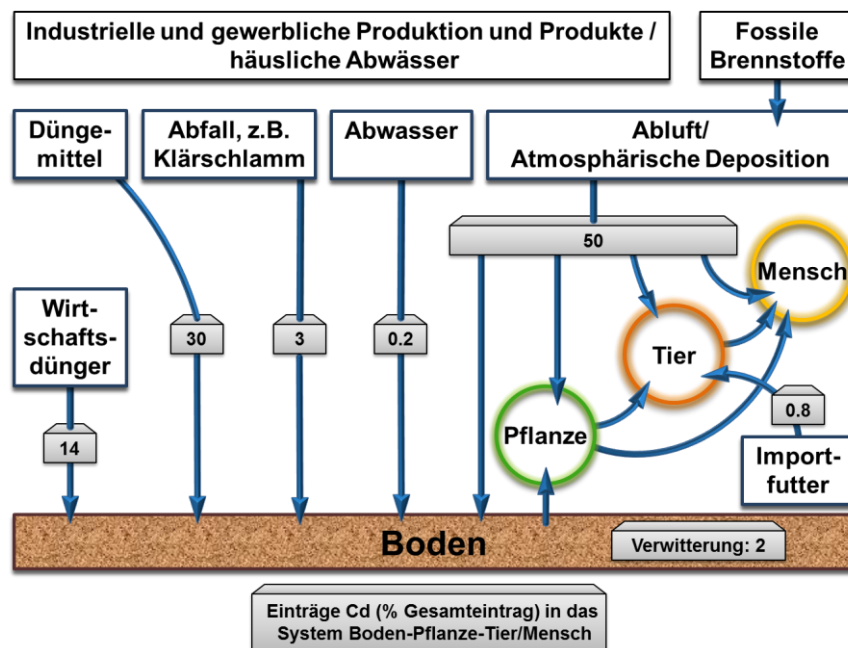 Industrielle und gewerbliche Produktion und Produkte /
häusliche Abwässer
Fossile
Brennstoffe
Dünge-
mittel
Abfall, z.B.
Klärschlamm
Abwasser
Abluft/
Atmosphärische Deposition
50
Mensch
Wirt-
schafts-
dünger
30
3
0.2
Tier
0.8
14
Pflanze
Import-
futter
Boden
Verwitterung: 2
Einträge Cd (% Gesamteintrag) in das
System Boden-Pflanze-Tier/Mensch